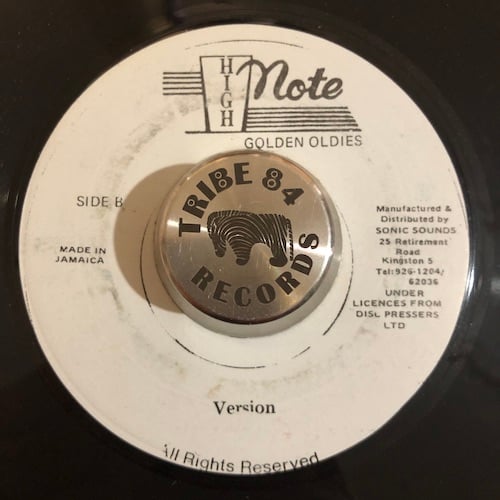 HIGH Note
GOLDEN OLDIES
TRIBE 84
RECORDS
SIDE B
MADE IN
JAMAICA
Manufactured &
Distributed by
SONIC SOUNDS
25 Retirement
Road
Kingston 5
Tel:926-1204/
62036
UNDER
LICENCES FROM
DISC PRESSERS
LTD
Version
All Rights Reserved